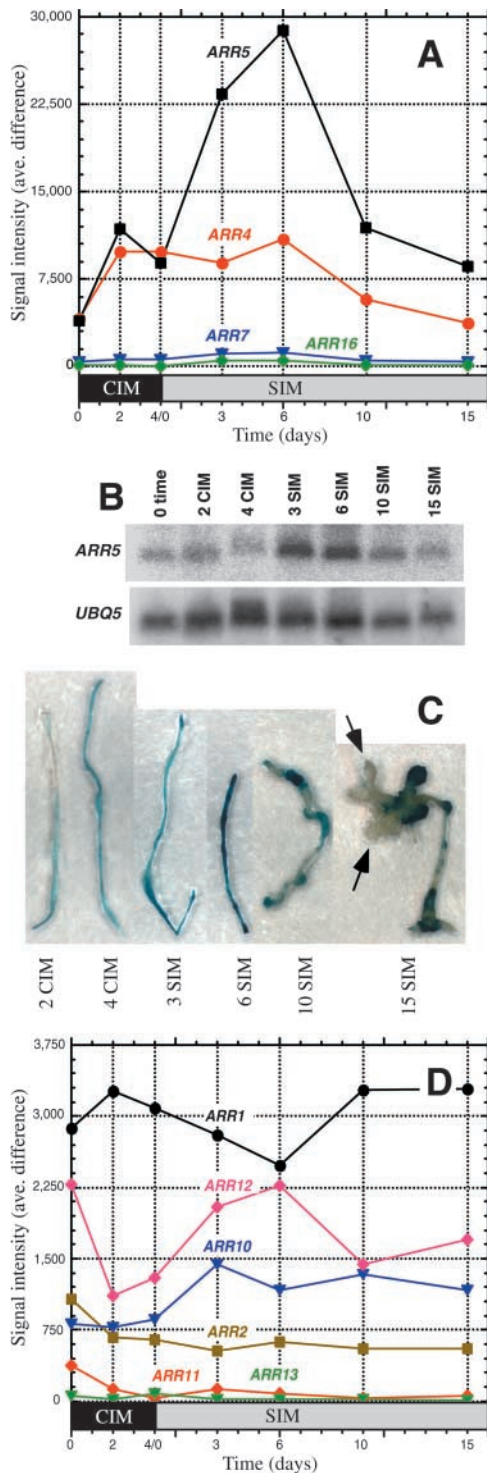 A
30,000
22,500
15,000
7,500
0
Signal intensity (ave. difference)
ARR5
ARR4
ARR7
ARR16
CIM
SIM
0 2 4/0 3 6 10 15
Time (days)
B
0 time
2 CIM
4 CIM
3 SIM
6 SIM
10 SIM
15 SIM
ARR5
UBQ5
C
2 CIM
4 CIM
3 SIM
6 SIM
10 SIM
15 SIM
D
3,750
3,000
2,250
1,500
750
0
Signal intensity (ave. difference)
ARR1
ARR12
ARR10
ARR2
ARR11
ARR13
CIM
SIM
0 2 4/0 3 6 10 15
Time (days)